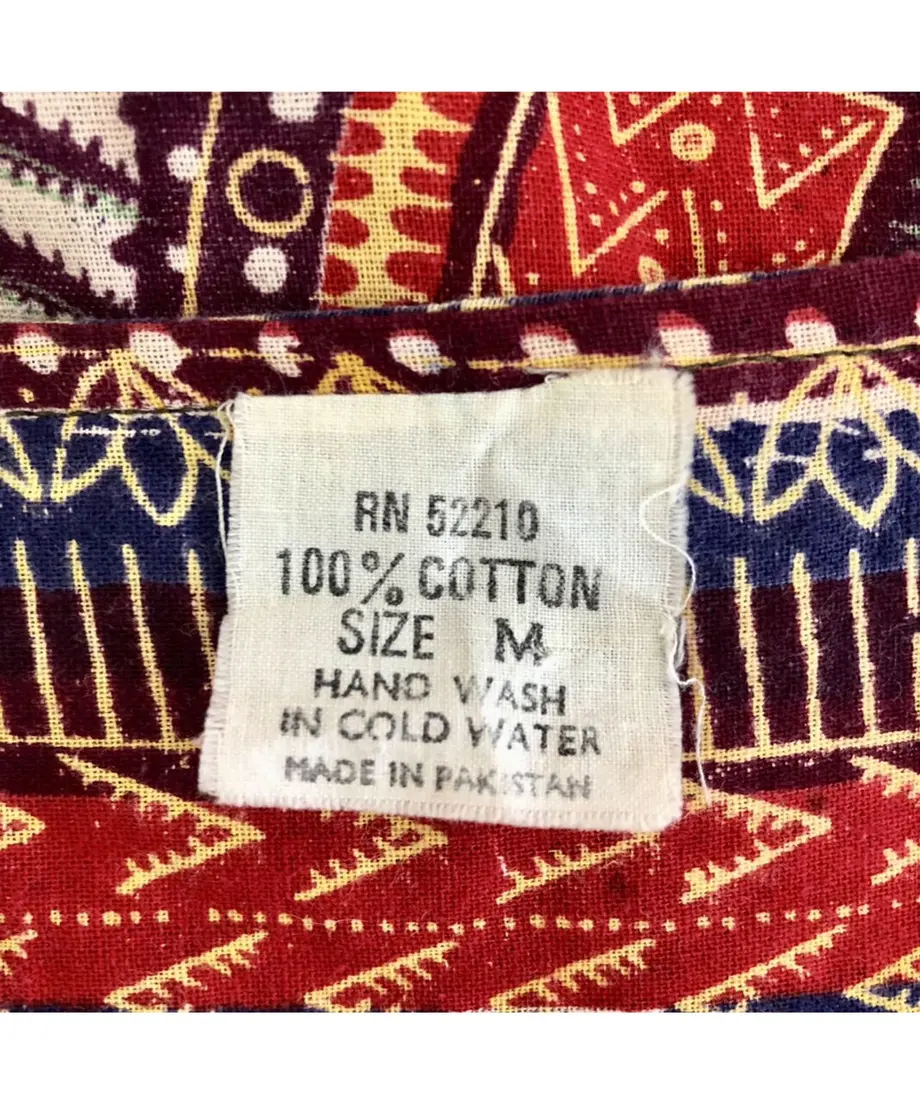 RN 52210
100% COTTON
SIZE M
HAND WASH
IN COLD WATER
MADE IN PAKISTAN